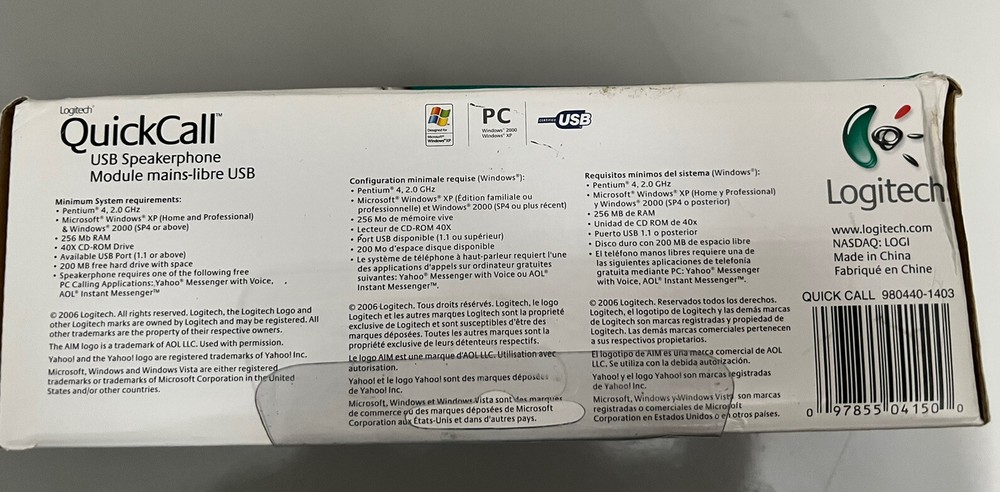 Logitech™
QuickCall™
USB Speakerphone
Module mains-libre USB
Minimum System requirements:
• Pentium® 4, 2.0 GHz
• Microsoft® Windows® XP (Home and Professional)
& Windows® 2000 (SP4 or above)
• 256 Mb RAM
• 40X CD-ROM Drive
• Available USB Port (1.1 or above)
• 200 MB free hard drive with space
• Speakerphone requires one of the following free
PC Calling Applications: Yahoo® Messenger with Voice,
AOL® Instant Messenger™
© 2006 Logitech. All rights reserved. Logitech, the Logitech Logo and
other Logitech marks are owned by Logitech and may be registered. All
other trademarks are the property of their respective owners.
The AIM logo is a trademark of AOL LLC. Used with permission.
Yahoo! and the Yahoo! logo are registered trademarks of Yahoo! Inc.
Microsoft, Windows and Windows Vista are either registered
trademarks or trademarks of Microsoft Corporation in the United
States and/or other countries.
Designed for
Microsoft®
Windows®XP
PC
Windows® 2000
Windows® XP
CERTIFIED USB
Configuration minimale requise (Windows®):
• Pentium® 4, 2.0 GHz
• Microsoft® Windows® XP (Édition familiale ou
professionnelle) et Windows® 2000 (SP4 ou plus récent)
• 256 Mo de mémoire vive
• Lecteur de CD-ROM 40X
• Port USB disponible (1.1 ou supérieur)
• 200 Mo d'espace disque disponible
• Le système de téléphone à haut-parleur requiert l'une
des applications d'appels sur ordinateur gratuites
suivantes: Yahoo® Messenger with Voice ou AOL®
Instant Messenger™.
© 2006 Logitech. Tous droits réservés. Logitech, le logo
Logitech et les autres marques Logitech sont la propriété
exclusive de Logitech et sont susceptibles d'être des
marques déposées. Toutes les autres marques sont la
propriété exclusive de leurs détenteurs respectifs.
Le logo AIM est une marque d'AOL LLC. Utilisation avec
autorisation.
Yahoo! et le logo Yahoo! sont des marques déposées
de Yahoo! Inc.
Microsoft, Windows et Windows Vista sont des marques
de commerce ou des marques déposées de Microsoft
Corporation aux États-Unis et dans d'autres pays.
Requisitos mínimos del sistema (Windows®):
• Pentium® 4, 2.0 GHz
• Microsoft® Windows® XP (Home y Professional)
y Windows® 2000 (SP4 o posterior)
• 256 MB de RAM
• Unidad de CD ROM de 40x
• Puerto USB 1.1 o posterior
• Disco duro con 200 MB de espacio libre
• El teléfono manos libres requiere una de
las siguientes aplicaciones de telefonía
gratuita mediante PC: Yahoo® Messenger
with Voice, AOL® Instant Messenger™.
© 2006 Logitech. Reservados todos los derechos.
Logitech, el logotipo de Logitech y las demás marcas
de Logitech son marcas registradas y propiedad de
Logitech. Las demás marcas comerciales pertenecen
a sus respectivos propietarios.
El logotipo de AIM es una marca comercial de AOL
LLC. Se utiliza con la debida autorización.
Yahoo! y el logo Yahoo! son marcas registradas
de Yahoo! Inc.
Microsoft, Windows y Windows Vista son marcas
registradas o comerciales de Microsoft
Corporation en Estados Unidos o en otros países.
Logitech
www.logitech.com
NASDAQ: LOGI
Made in China
Fabriqué en Chine
QUICK CALL 980440-1403
0 97855 04150 0